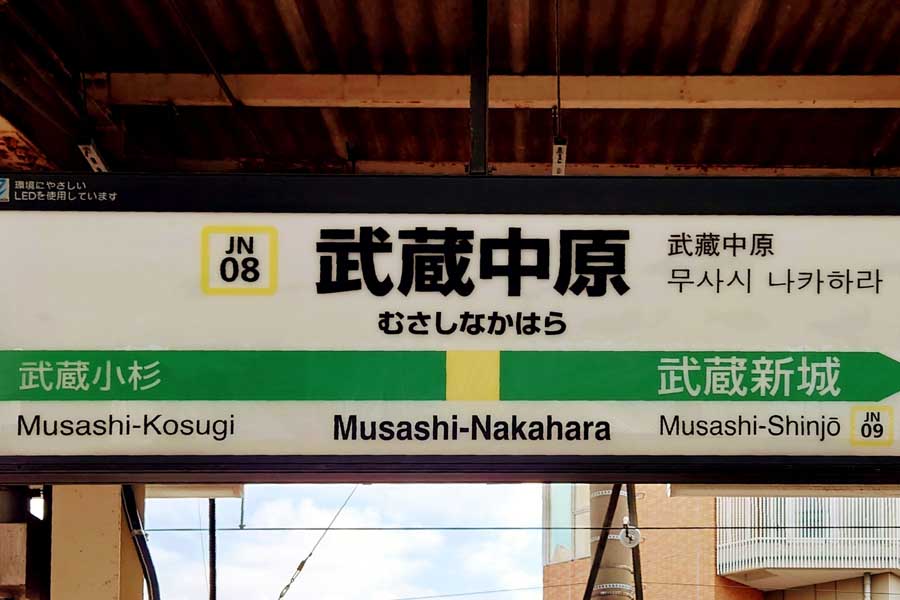 環境にやさしい
LEDを使用しています
JN
08
武蔵中原
むさしなかはら
武藏中原
무사시 나카하라
武蔵小杉
武蔵新城
Musashi-Kosugi
Musashi-Nakahara
Musashi-Shinjō
JN
09